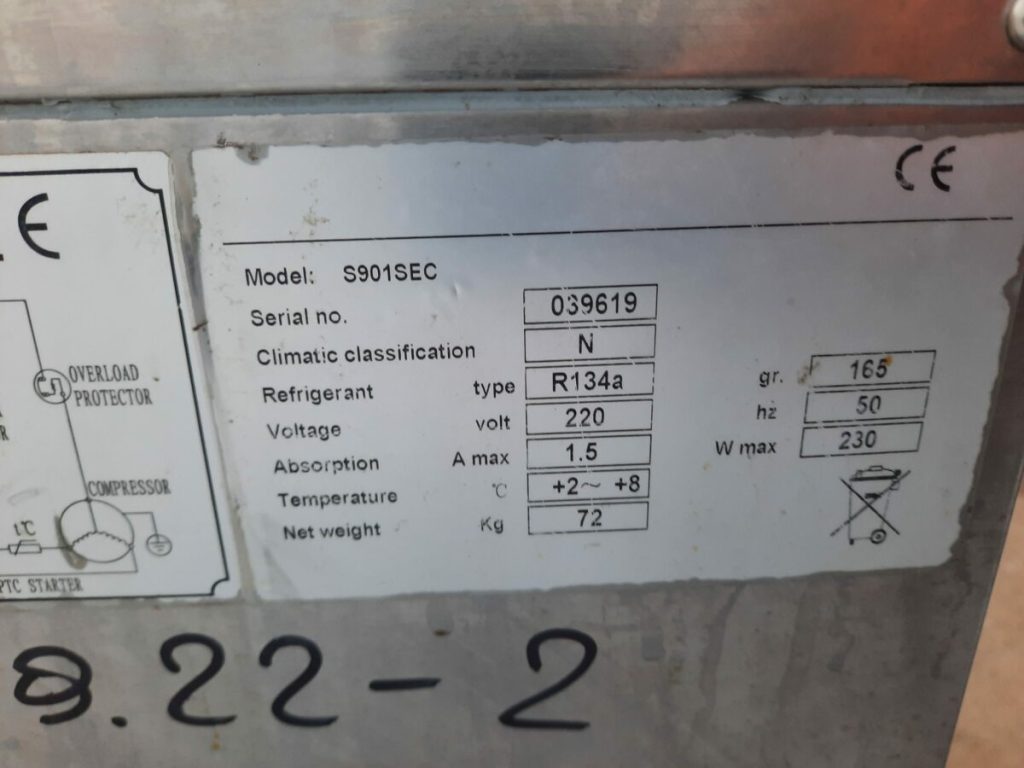 CE
Model: S901SEC
Serial no. 039619
Climatic classification N
Refrigerant type R134a gr. 165
Voltage volt 220 hz 50
Absorption A max 1.5 W max 230
Temperature °C +2~ +8
Net weight Kg 72
E
OVERLOAD
PROTECTOR
R
COMPRESSOR
t℃
PTC STARTER
.22-2